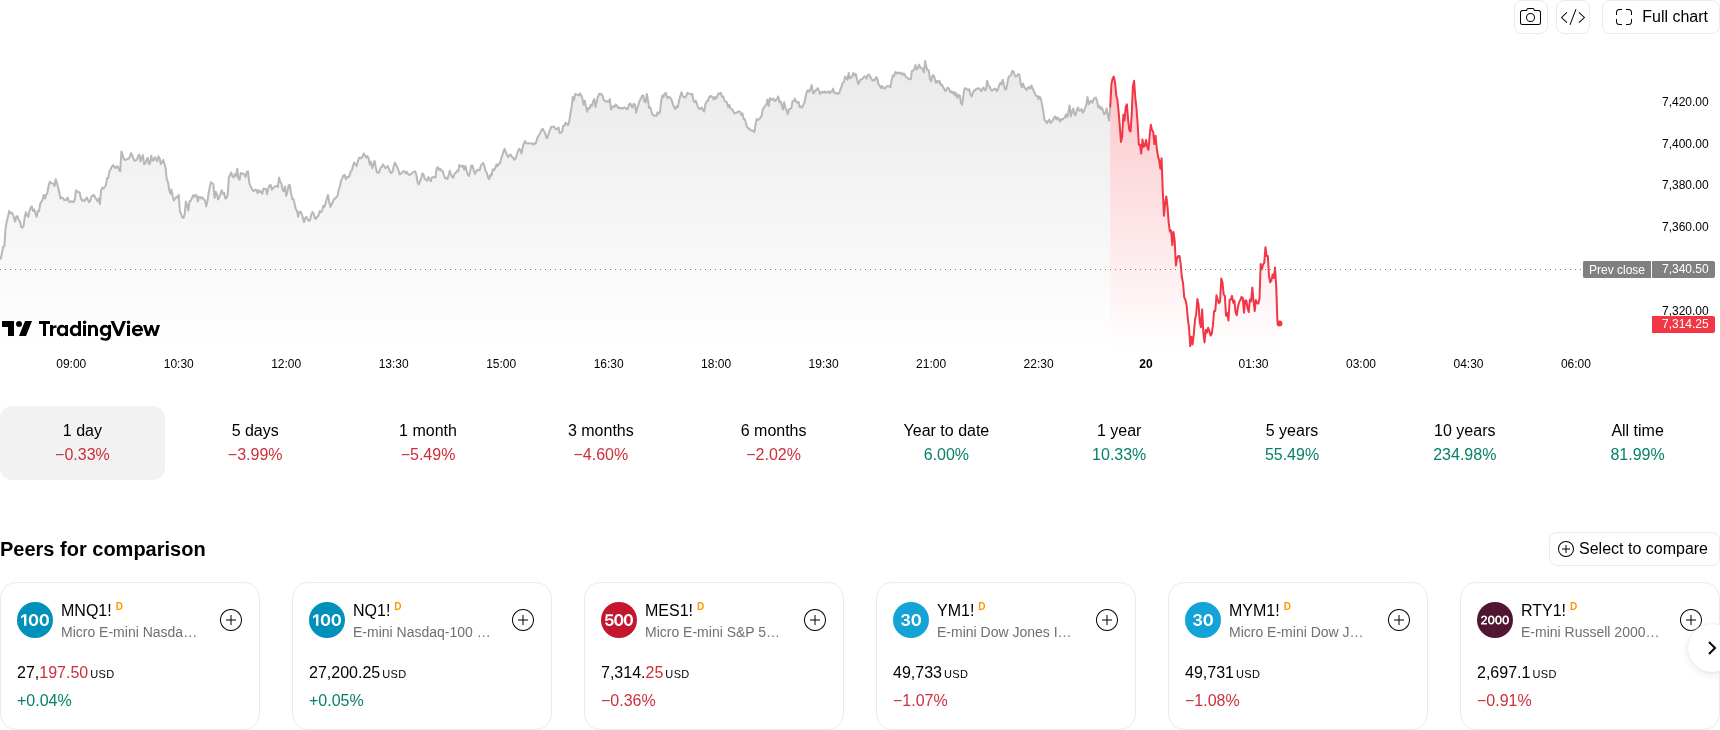 Full chart
7,420.00
7,400.00
7,380.00
7,360.00
Prev close 7,340.50
7,320.00
7,314.25
TradingView
09:00 10:30 12:00 13:30 15:00 16:30 18:00 19:30 21:00 22:30 20 01:30 03:00 04:30 06:00
1 day 5 days 1 month 3 months 6 months Year to date 1 year 5 years 10 years All time
−0.33% −3.99% −5.49% −4.60% −2.02% 6.00% 10.33% 55.49% 234.98% 81.99%
Peers for comparison
Select to compare
100 MNQ1! D
Micro E-mini Nasda…
27,197.50 USD
+0.04%
100 NQ1! D
E-mini Nasdaq-100 …
27,200.25 USD
+0.05%
500 MES1! D
Micro E-mini S&P 5…
7,314.25 USD
−0.36%
30 YM1! D
E-mini Dow Jones I…
49,733 USD
−1.07%
30 MYM1! D
Micro E-mini Dow J…
49,731 USD
−1.08%
2000 RTY1! D
E-mini Russell 2000…
2,697.1 USD
−0.91%